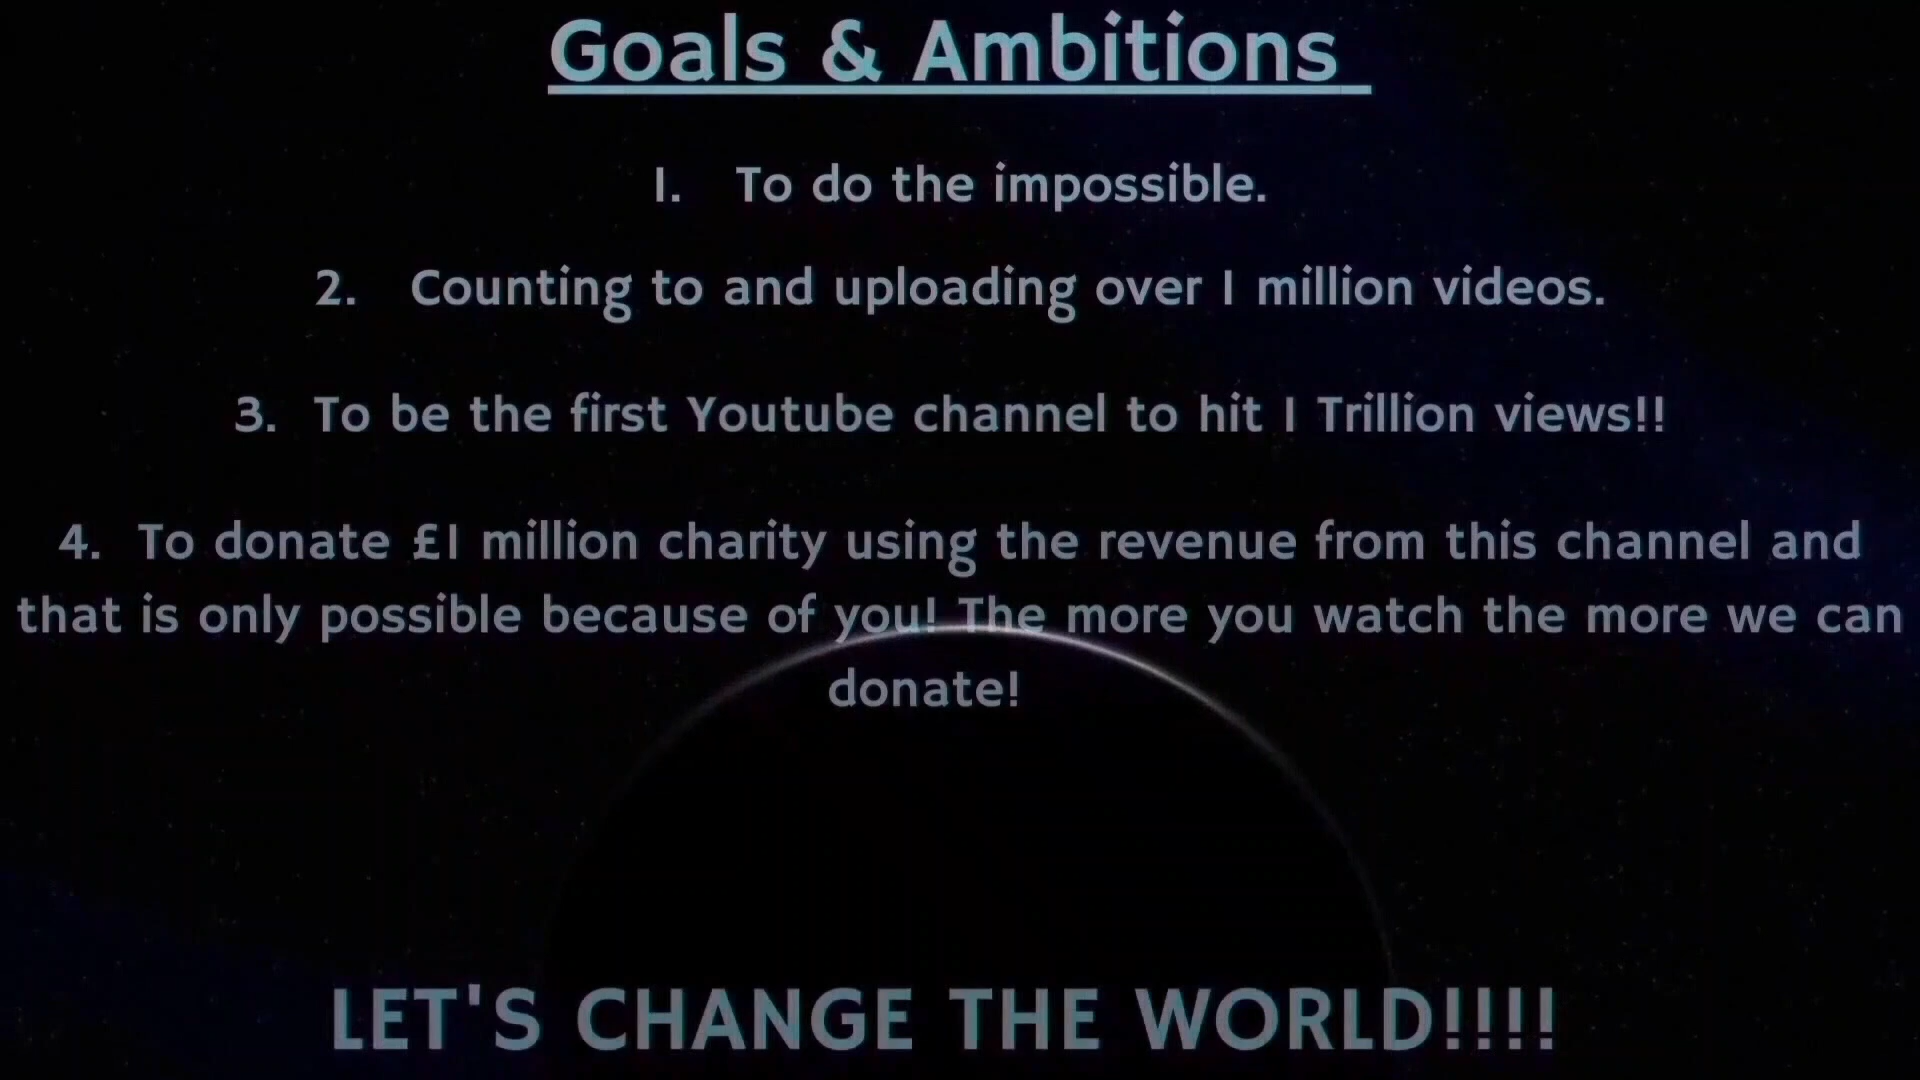 Goals & Ambitions
1. To do the impossible.
2. Counting to and uploading over 1 million videos.
3. To be the first Youtube channel to hit 1 Trillion views!!
4. To donate £1 million charity using the revenue from this channel and
that is only possible because of you! The more you watch the more we can
donate!
LET'S CHANGE THE WORLD!!!!